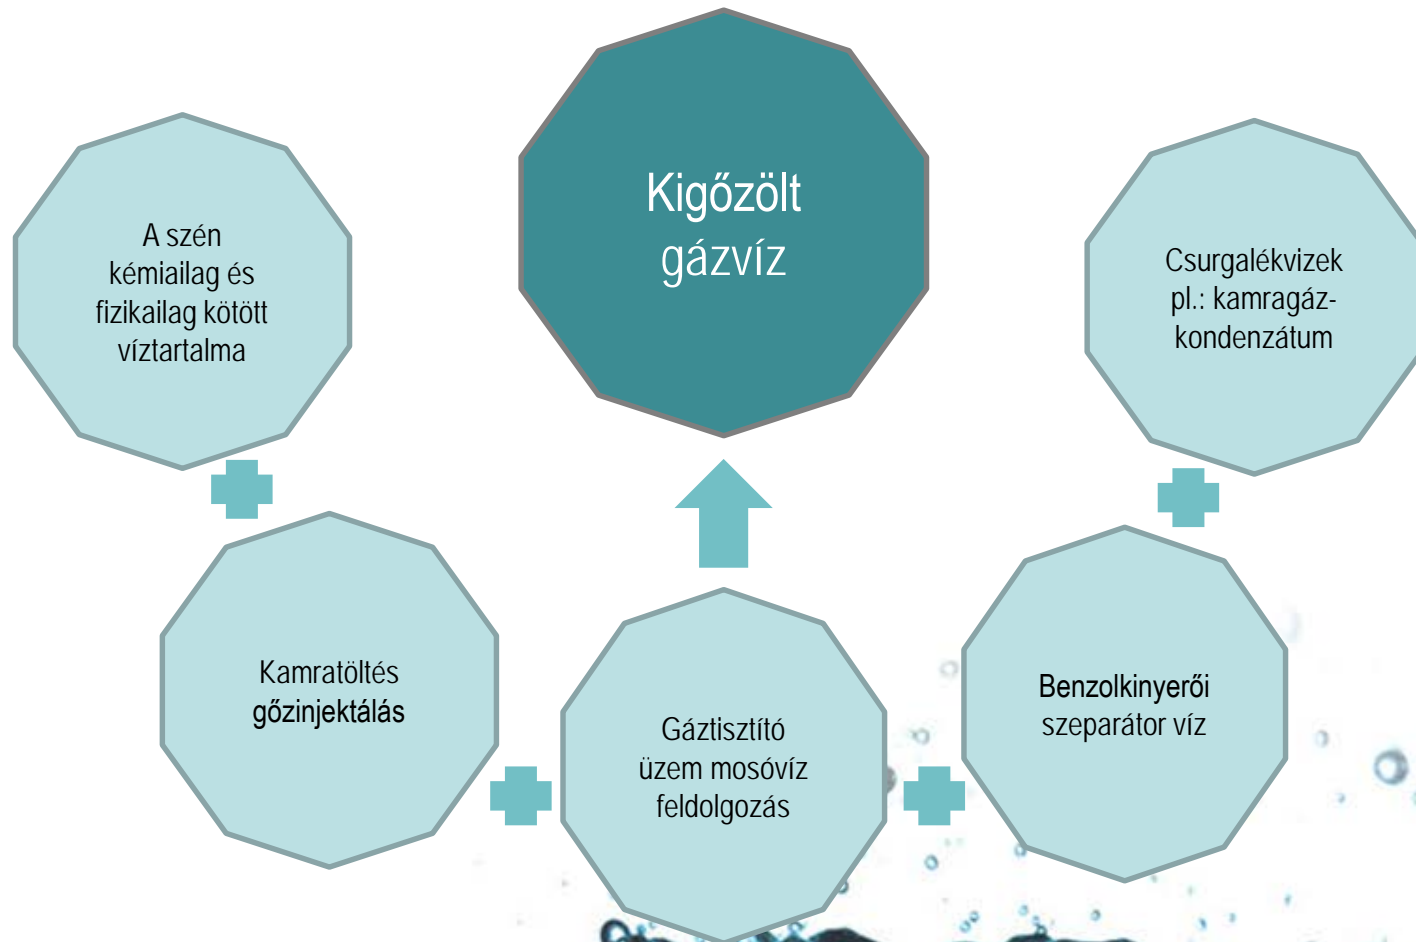 Kigőzölt
gázvíz
A szén
kémiailag és
fizikailag kötött
víztartalma
Kamratöltés
gőzinjektálás
Gáztisztító
üzem mosóvíz
feldolgozás
Benzolkinyerői
szeparátor víz
Csurgalékvizek
pl.: kamragáz-
kondenzátum